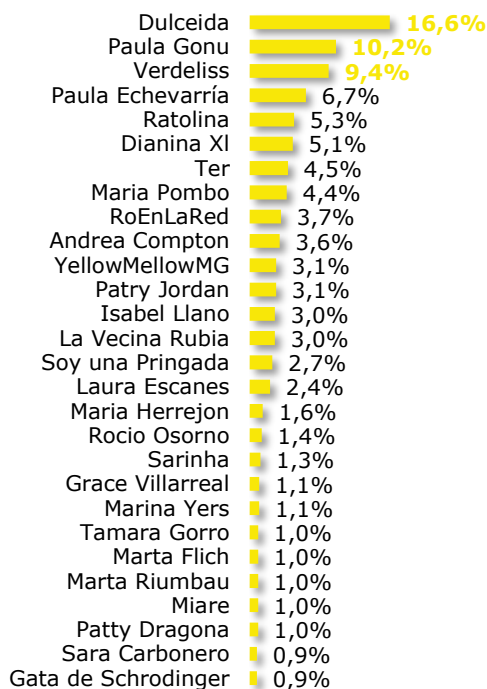 Dulceida 16,6%
Paula Gonu 10,2%
Verdeliss 9,4%
Paula Echevarría 6,7%
Ratolina 5,3%
Dianina Xl 5,1%
Ter 4,5%
Maria Pombo 4,4%
RoEnLaRed 3,7%
Andrea Compton 3,6%
YellowMellowMG 3,1%
Patry Jordan 3,1%
Isabel Llano 3,0%
La Vecina Rubia 3,0%
Soy una Pringada 2,7%
Laura Escanes 2,4%
Maria Herrejon 1,6%
Rocio Osorno 1,4%
Sarinha 1,3%
Grace Villarreal 1,1%
Marina Yers 1,1%
Tamara Gorro 1,0%
Marta Flich 1,0%
Marta Riumbau 1,0%
Miare 1,0%
Patty Dragona 1,0%
Sara Carbonero 0,9%
Gata de Schrodinger 0,9%